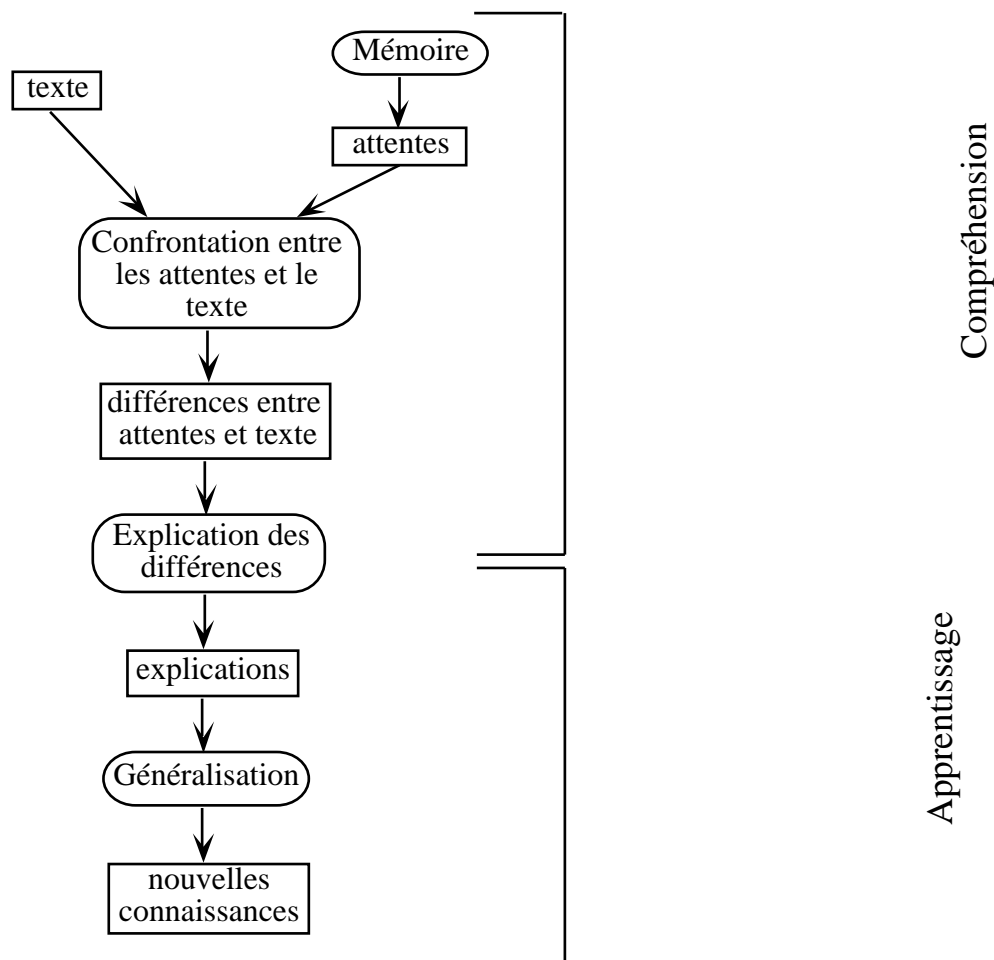 Mémoire
texte
attentes
Confrontation entre
les attentes et le
texte
différences entre
attentes et texte
Explication des
différences
explications
Généralisation
nouvelles
connaissances
Compréhension
Apprentissage